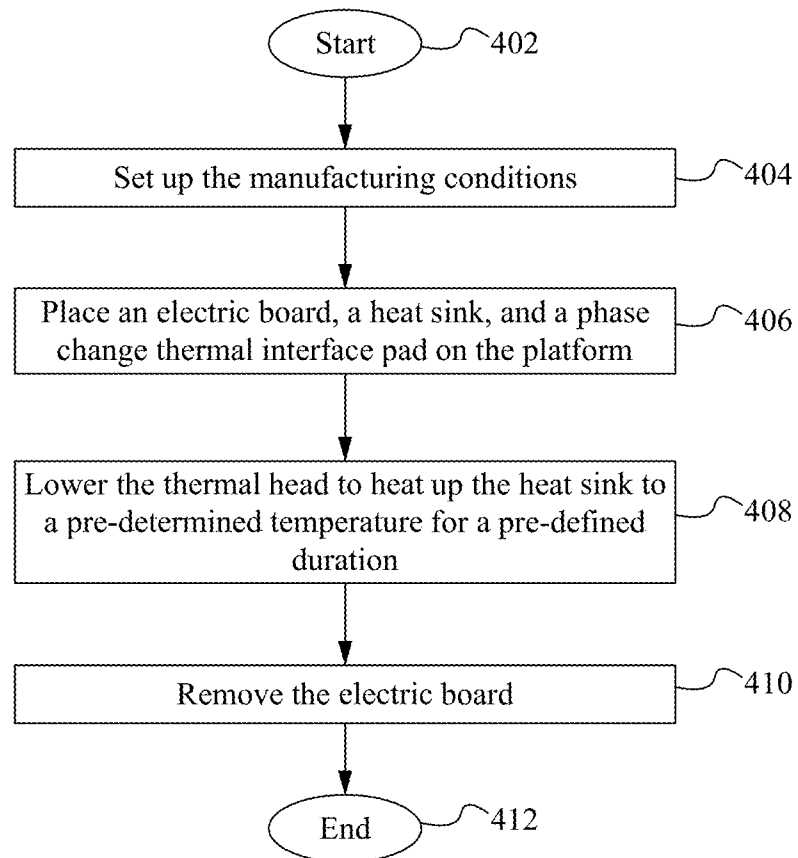 Start
402
Set up the manufacturing conditions
404
Place an electric board, a heat sink, and a phase
change thermal interface pad on the platform
406
Lower the thermal head to heat up the heat sink to
a pre-determined temperature for a pre-defined
duration
408
Remove the electric board
410
End
412